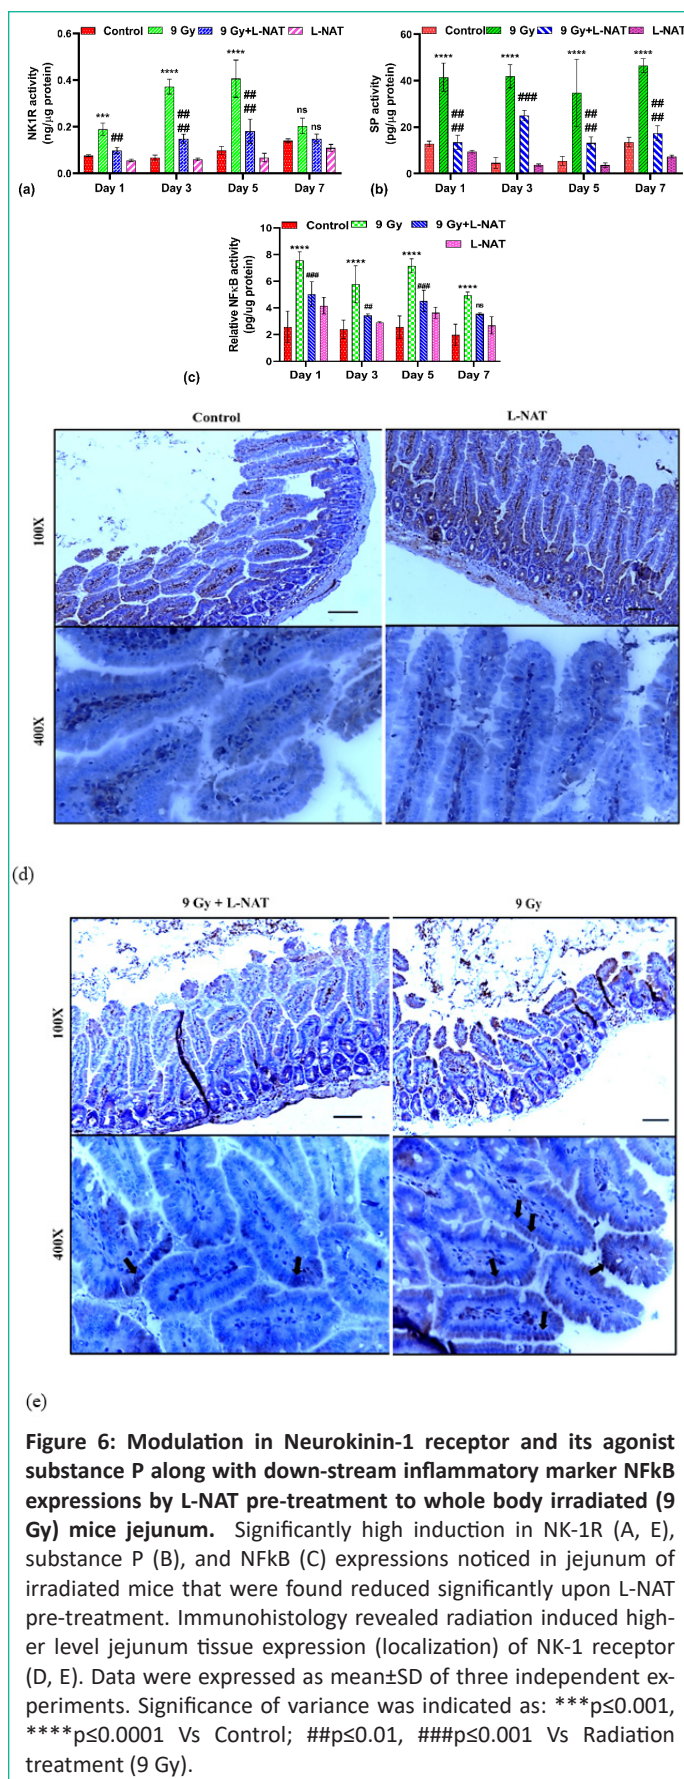 Control 9 Gy 9 Gy+L-NAT L-NAT
NK1R activity
(ng/µg protein)
0.6
0.4
0.2
0.0
***
##
****
##
##
****
##
##
ns
ns
Day 1 Day 3 Day 5 Day 7
(a)
Control 9 Gy 9 Gy+L-NAT L-NAT
SP activity
(pg/µg protein)
60
40
20
0
****
##
##
****
###
****
##
##
****
##
##
Day 1 Day 3 Day 5 Day 7
(b)
Control 9 Gy 9 Gy+L-NAT
L-NAT
Relative NFκB activity
(pg/µg protein)
10
8
6
4
2
0
****
###
****
##
****
###
****
ns
Day 1 Day 3 Day 5 Day 7
(c)
Control L-NAT
100X
400X
(d)
9 Gy + L-NAT 9 Gy
100X
400X
(e)
Figure 6: Modulation in Neurokinin-1 receptor and its agonist
substance P along with down-stream inflammatory marker NFkB
expressions by L-NAT pre-treatment to whole body irradiated (9
Gy) mice jejunum. Significantly high induction in NK-1R (A, E),
substance P (B), and NFkB (C) expressions noticed in jejunum of
irradiated mice that were found reduced significantly upon L-NAT
pre-treatment. Immunohistology revealed radiation induced high-
er level jejunum tissue expression (localization) of NK-1 receptor
(D, E). Data were expressed as mean±SD of three independent ex-
periments. Significance of variance was indicated as: ***p≤0.001,
****p≤0.0001 Vs Control; ##p≤0.01, ###p≤0.001 Vs Radiation
treatment (9 Gy).